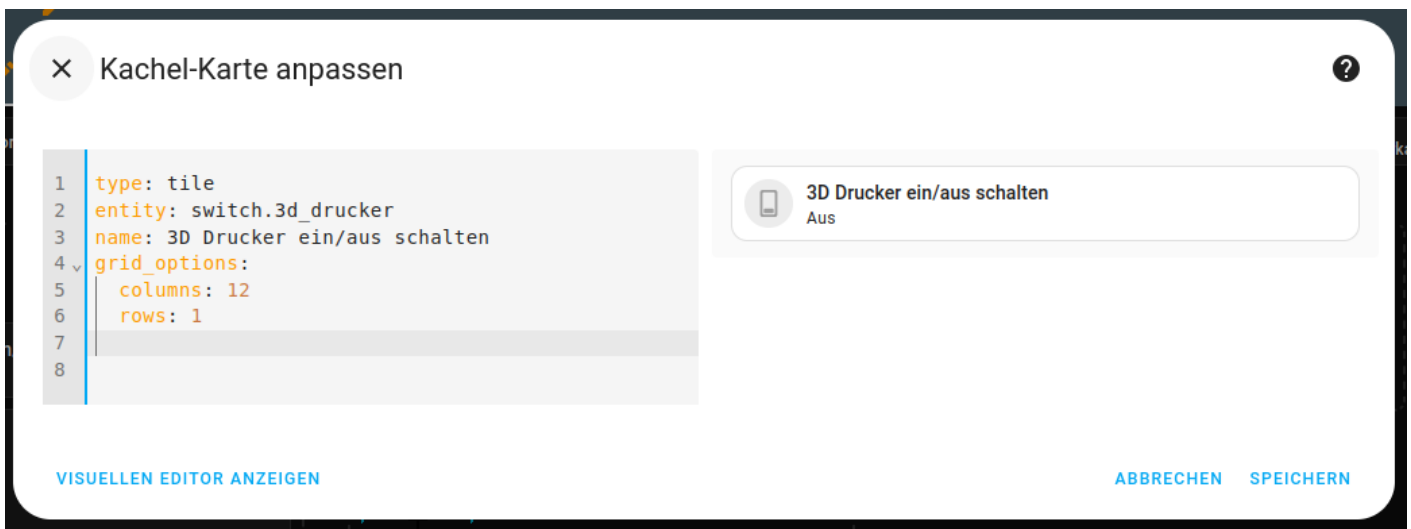 Kachel-Karte anpassen
1 type: tile
2 entity: switch.3d_drucker
3 name: 3D Drucker ein/aus schalten
4 grid_options:
5 columns: 12
6 rows: 1
7
8
3D Drucker ein/aus schalten
Aus
VISUELLEN EDITOR ANZEIGEN
ABBRECHEN SPEICHERN